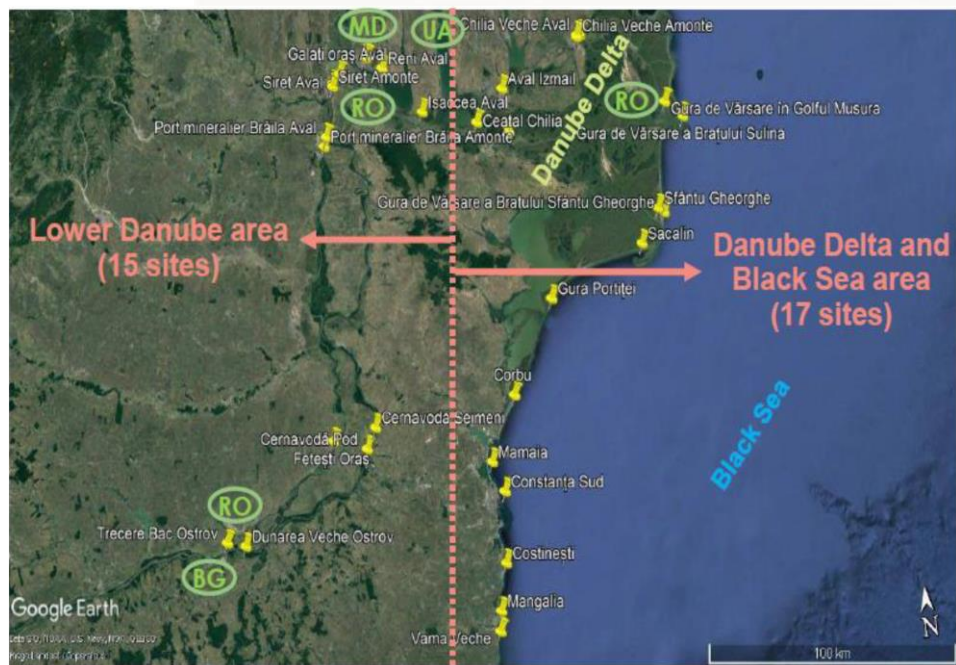 MD
UA
Chilia Veche Aval
Chilia Veche Amonte
Galați oraș Aval
Reni Aval
Siret Amonte
Siret Aval
Aval Izmail
RO
Isaccea Aval
RO
Gura de Vărsare în Golful Musura
Ceatal Chilia
Port mineralier Brăila Aval
Port mineralier Brăila Amonte
Gura de Vărsare a Brațului Sulina
Danube Delta
Gura de Vărsare a Brațului Sfântu Gheorghe
Sfântu Gheorghe
Lower Danube area
(15 sites)
Sacalin
Danube Delta and
Black Sea area
(17 sites)
Gura Portiței
Corbu
Black Sea
Cernavodă Seimeni
Cernavodă Pod
Fetești Oraș
Mamaia
Constanța Sud
RO
Trecere Bac Ostrov
Dunarea Veche Ostrov
BG
Costinești
Mangalia
Vama Veche
Google Earth
N
100 km